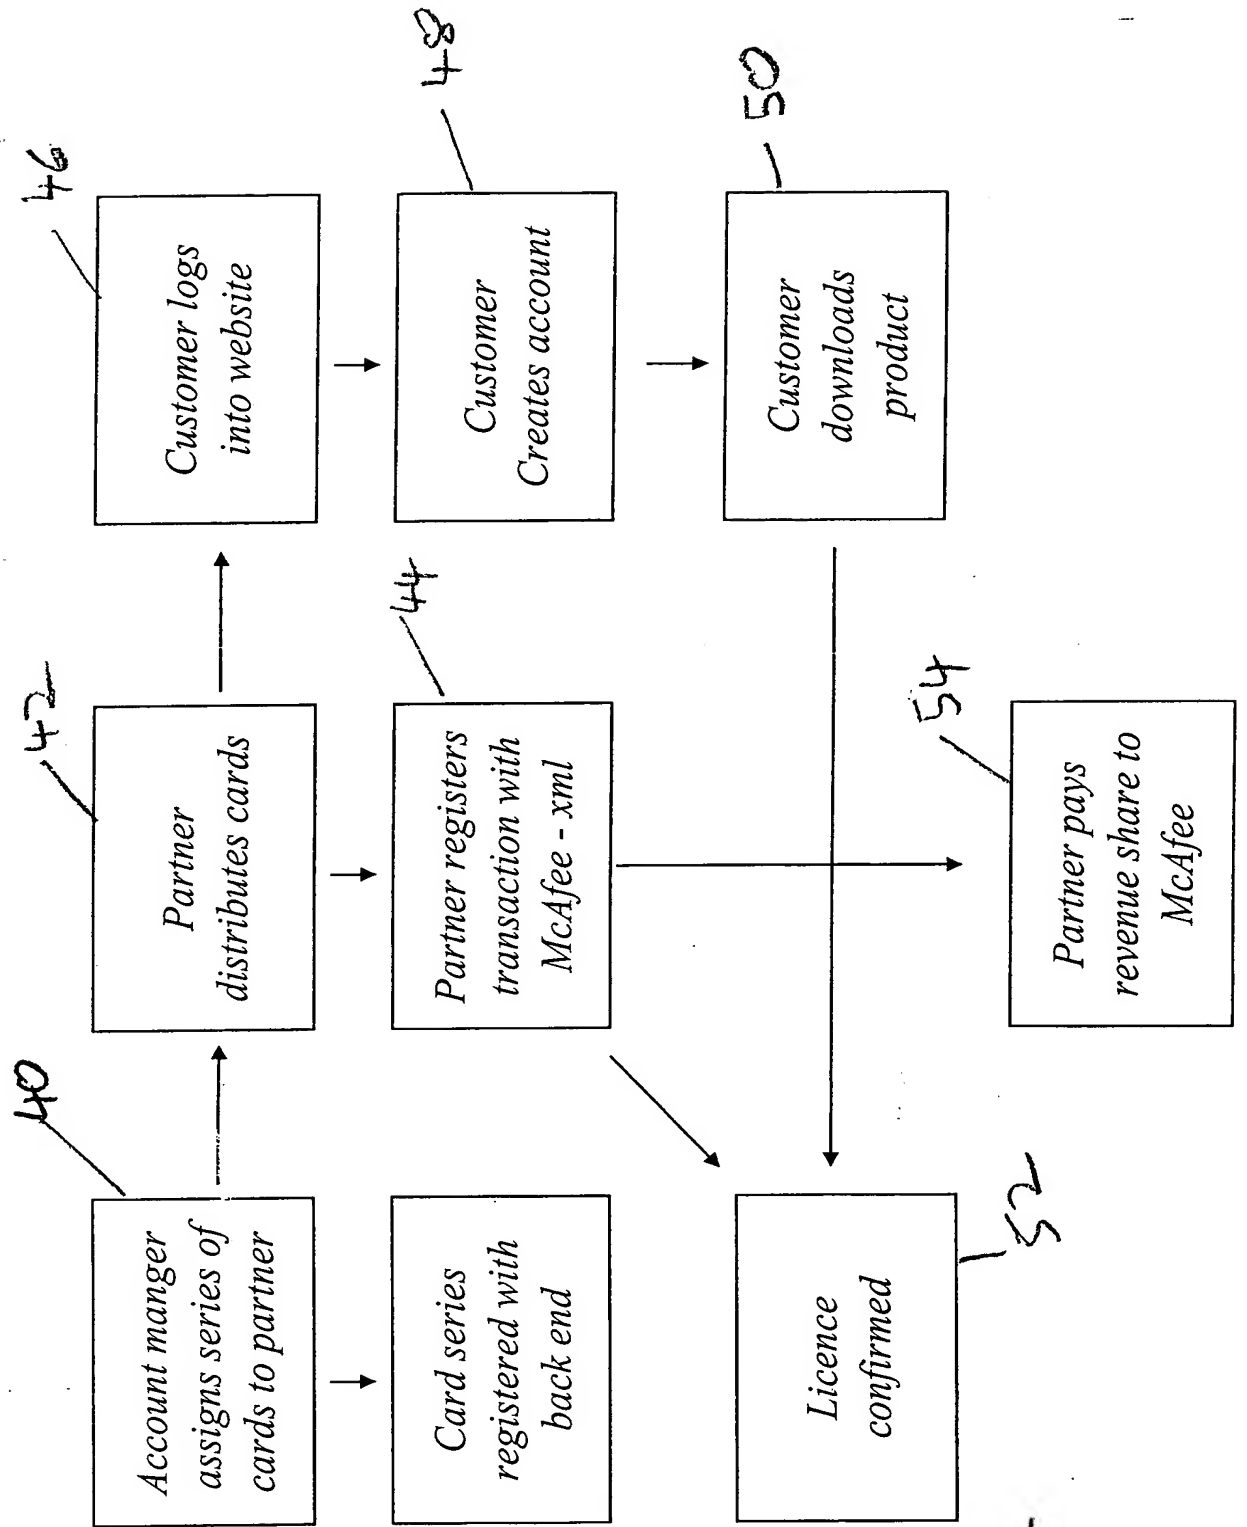 40
Account manger
assigns series of
cards to partner
42
Partner
distributes cards
46
Customer logs
into website
Card series
registered with
back end
44
Partner registers
transaction with
McAfee - xml
48
Customer
Creates account
Licence
confirmed
52
50
Customer
downloads
product
54
Partner pays
revenue share to
McAfee